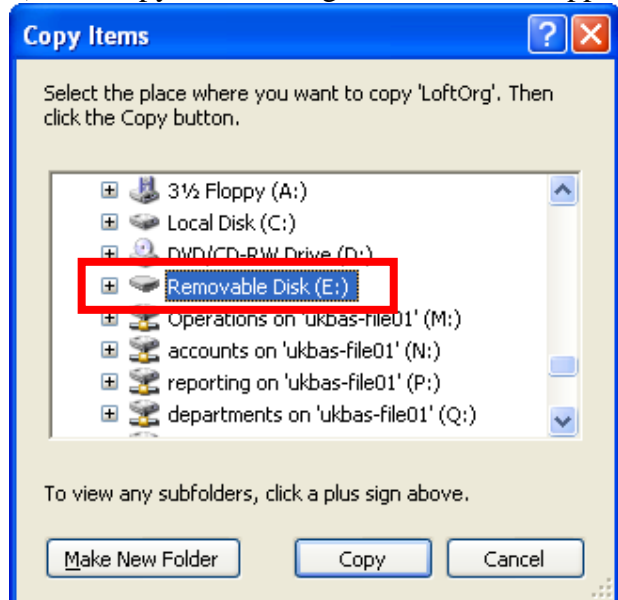 Copy Items
Select the place where you want to copy 'LoftOrg'. Then
click the Copy button.
3½ Floppy (A:)
Local Disk (C:)
DVD/CD-RW Drive (D:)
Removable Disk (E:)
Operations on 'ukbas-file01' (M:)
accounts on 'ukbas-file01' (N:)
reporting on 'ukbas-file01' (P:)
departments on 'ukbas-file01' (Q:)
To view any subfolders, click a plus sign above.
Make New Folder Copy Cancel